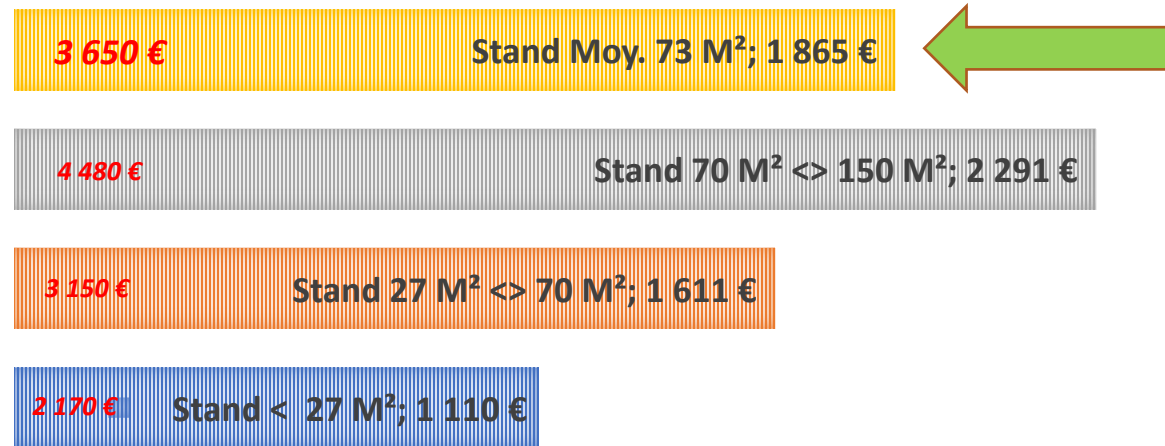 3 650 € Stand Moy. 73 M²; 1 865 €
4 480 € Stand 70 M² <> 150 M²; 2 291 €
3 150 € Stand 27 M² <> 70 M²; 1 611 €
2 170 € Stand < 27 M²; 1 110 €